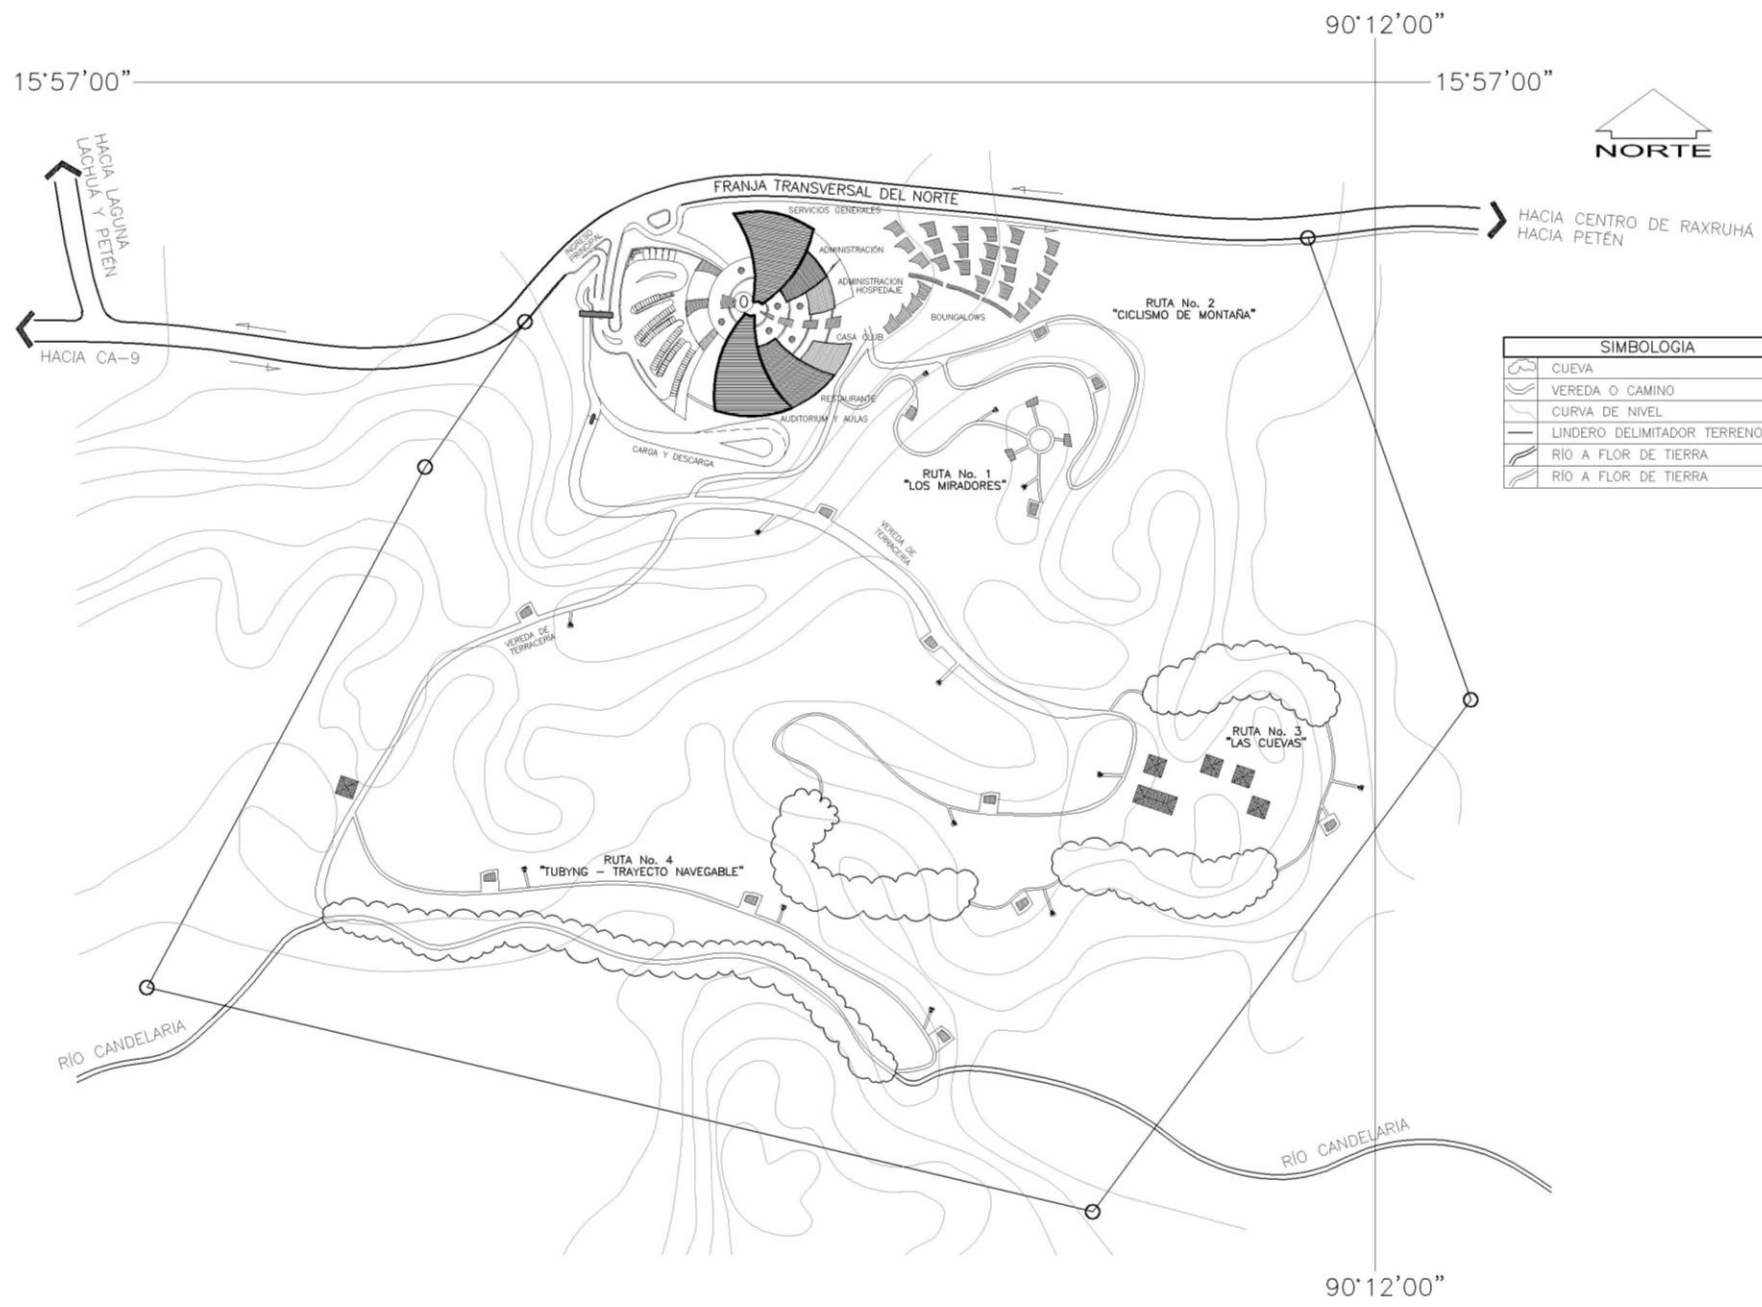 90°12'00"
15°57'00"
15°57'00"
NORTE
HACIA LAGUNA
LACHUÁ Y PETÉN
FRANJA TRANSVERSAL DEL NORTE
SERVICIOS GENERALES
HACIA CENTRO DE RAXRUHÁ
HACIA PETÉN
INGRESO
PRINCIPAL
ADMINISTRACIÓN
ADMINISTRACION
HOSPEDAJE
RUTA No. 2
"CICLISMO DE MONTAÑA"
BOUNGALOWS
CASA CLUB
HACIA CA-9
SIMBOLOGIA
CUEVA
VEREDA O CAMINO
CURVA DE NIVEL
LINDERO DELIMITADOR TERRENO
RÍO A FLOR DE TIERRA
RÍO A FLOR DE TIERRA
RESTAURANTE
AUDITORIUM Y AULAS
CARGA Y DESCARGA
RUTA No. 1
"LOS MIRADORES"
VEREDA DE
TERRACERÍA
VEREDA DE
TERRACERÍA
RUTA No. 3
"LAS CUEVAS"
RUTA No. 4
"TUBYNG – TRAYECTO NAVEGABLE"
RÍO CANDELARIA
RÍO CANDELARIA
90°12'00"